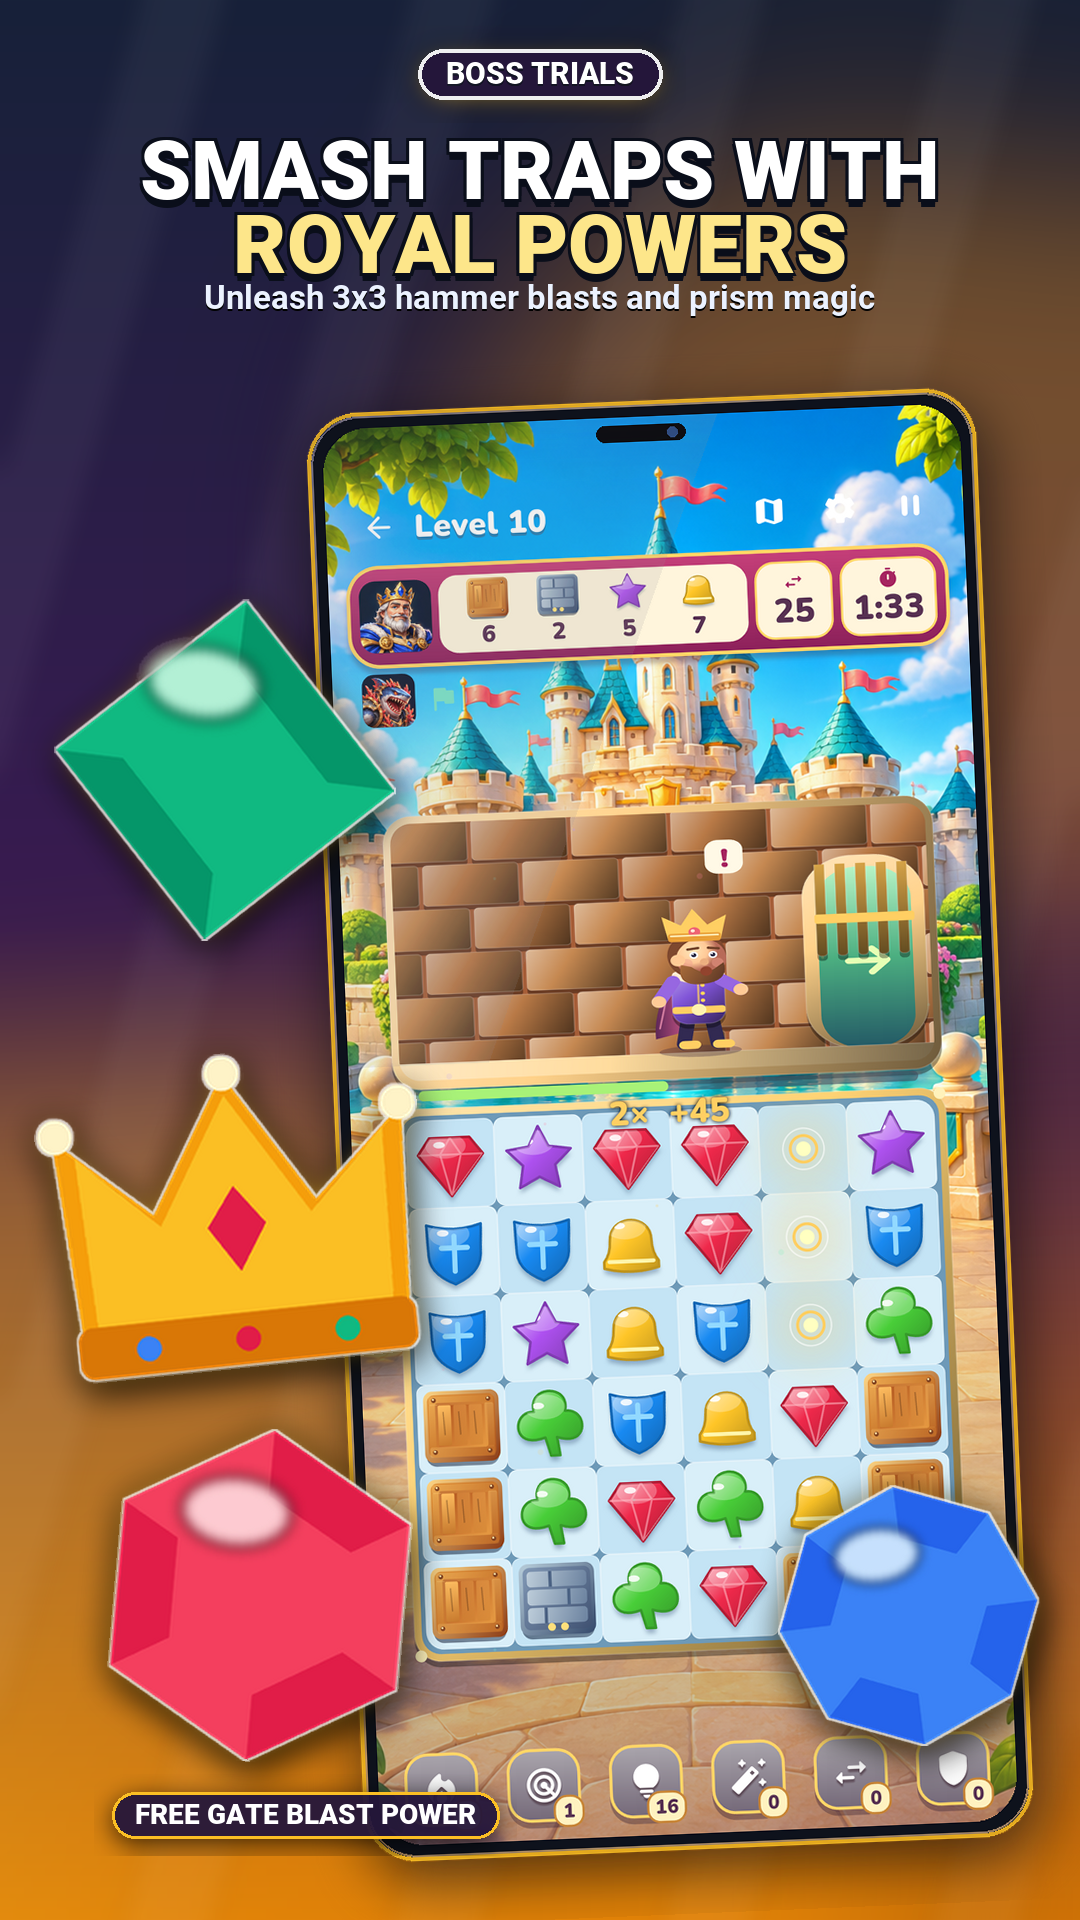 BOSS TRIALS
SMASH TRAPS WITH
ROYAL POWERS
Unleash 3x3 hammer blasts and prism magic
Level 10
6 2 5 7 25 1:33
!
2x +45
1 16 0 0 0
FREE GATE BLAST POWER